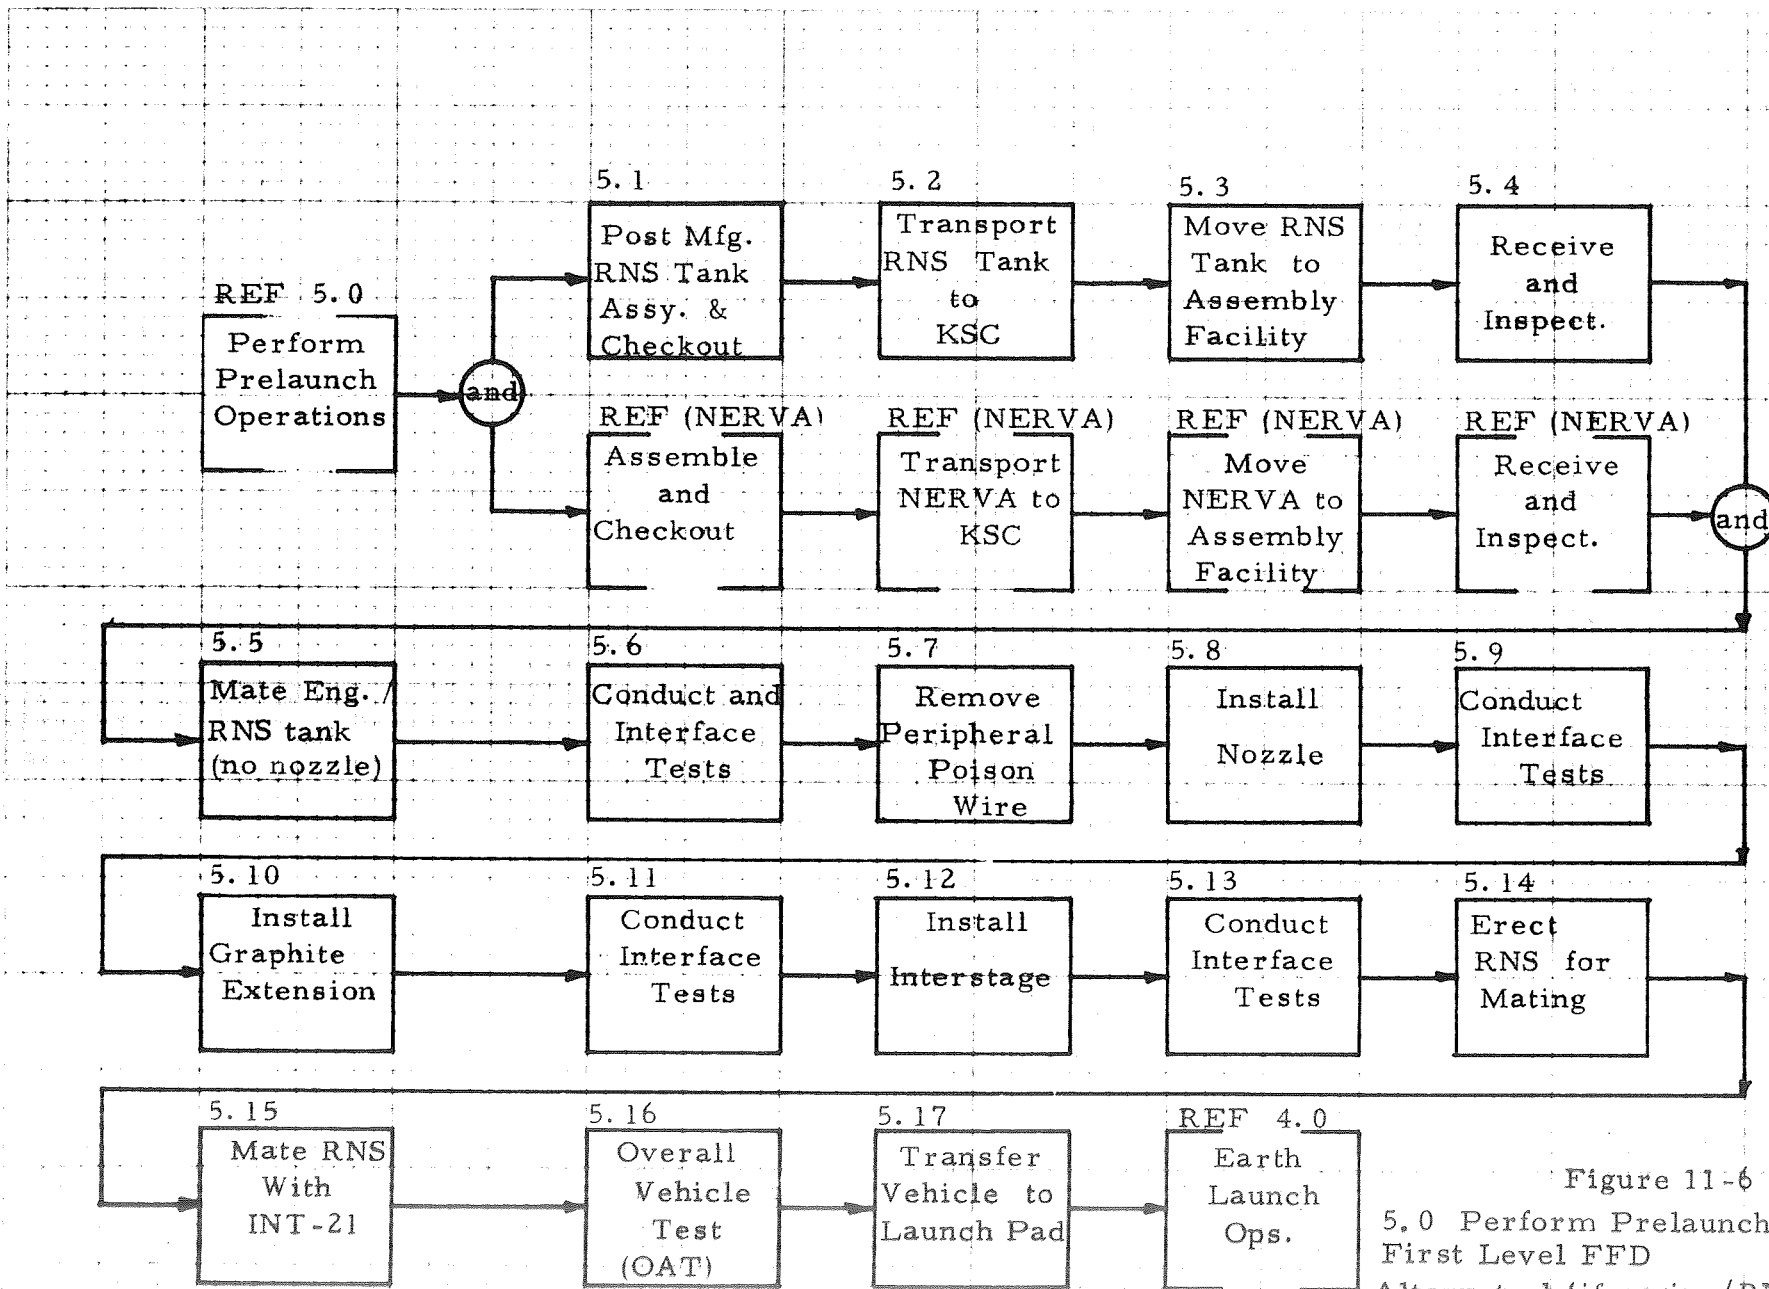 5.1
Post Mfg.
RNS Tank
Assy. &
Checkout
5.2
Transport
RNS Tank
to
KSC
5.3
Move RNS
Tank to
Assembly
Facility
5.4
Receive
and
Inspect.
REF 5.0
Perform
Prelaunch
Operations
and
REF (NERVA)
Assemble
and
Checkout
REF (NERVA)
Transport
NERVA to
KSC
REF (NERVA)
Move
NERVA to
Assembly
Facility
REF (NERVA)
Receive
and
Inspect.
and
5.5
Mate Eng. /
RNS tank
(no nozzle)
5.6
Conduct and
Interface
Tests
5.7
Remove
Peripheral
Poison
Wire
5.8
Install
Nozzle
5.9
Conduct
Interface
Tests
5.10
Install
Graphite
Extension
5.11
Conduct
Interface
Tests
5.12
Install
Interstage
5.13
Conduct
Interface
Tests
5.14
Erect
RNS for
Mating
5.15
Mate RNS
With
INT-21
5.16
Overall
Vehicle
Test
(OAT)
5.17
Transfer
Vehicle to
Launch Pad
REF 4.0
Earth
Launch
Ops.
Figure 11-6
5.0 Perform Prelaunch
First Level FFD